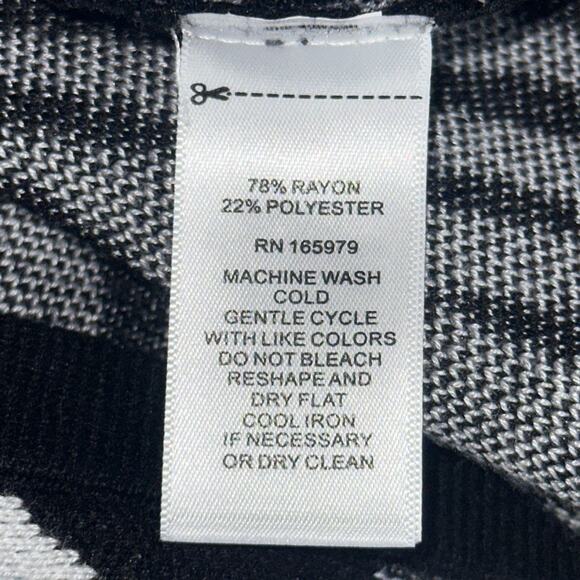 78% RAYON
22% POLYESTER
RN 165979
MACHINE WASH
COLD
GENTLE CYCLE
WITH LIKE COLORS
DO NOT BLEACH
RESHAPE AND
DRY FLAT
COOL IRON
IF NECESSARY
OR DRY CLEAN